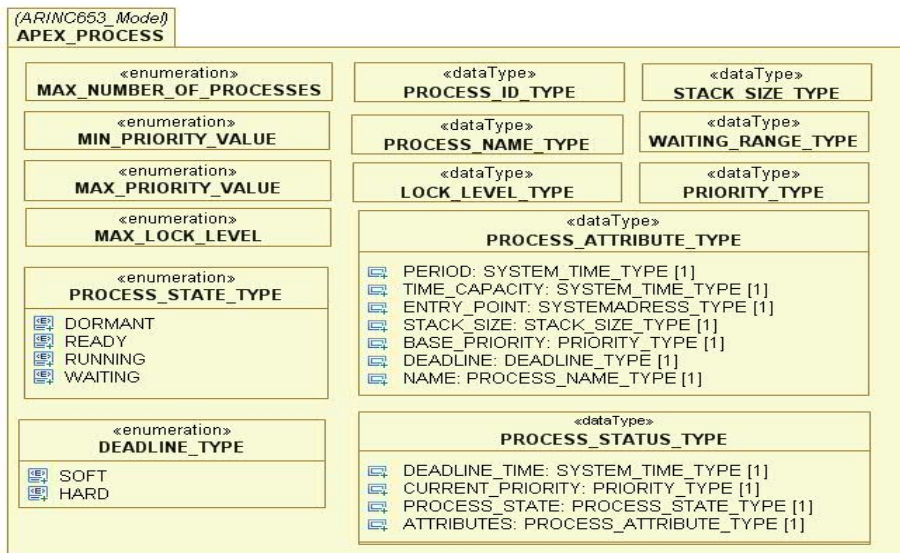 (ARINC653_Model)
APEX_PROCESS
«enumeration»
MAX_NUMBER_OF_PROCESSES
«enumeration»
MIN_PRIORITY_VALUE
«enumeration»
MAX_PRIORITY_VALUE
«enumeration»
MAX_LOCK_LEVEL
«enumeration»
PROCESS_STATE_TYPE
DORMANT
READY
RUNNING
WAITING
«enumeration»
DEADLINE_TYPE
SOFT
HARD
«dataType»
PROCESS_ID_TYPE
«dataType»
STACK_SIZE_TYPE
«dataType»
PROCESS_NAME_TYPE
«dataType»
WAITING_RANGE_TYPE
«dataType»
LOCK_LEVEL_TYPE
«dataType»
PRIORITY_TYPE
«dataType»
PROCESS_ATTRIBUTE_TYPE
PERIOD: SYSTEM_TIME_TYPE [1]
TIME_CAPACITY: SYSTEM_TIME_TYPE [1]
ENTRY_POINT: SYSTEMADRESS_TYPE [1]
STACK_SIZE: STACK_SIZE_TYPE [1]
BASE_PRIORITY: PRIORITY_TYPE [1]
DEADLINE: DEADLINE_TYPE [1]
NAME: PROCESS_NAME_TYPE [1]
«dataType»
PROCESS_STATUS_TYPE
DEADLINE_TIME: SYSTEM_TIME_TYPE [1]
CURRENT_PRIORITY: PRIORITY_TYPE [1]
PROCESS_STATE: PROCESS_STATE_TYPE [1]
ATTRIBUTES: PROCESS_ATTRIBUTE_TYPE [1]